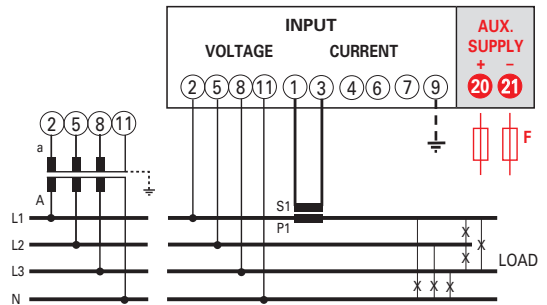 INPUT
AUX.
SUPPLY
VOLTAGE
CURRENT
+ −
2 5 8 11 1 3 4 6 7 9 20 21
2 5 8 11
a
F
A
S1
P1
L1
L2
L3
LOAD
N